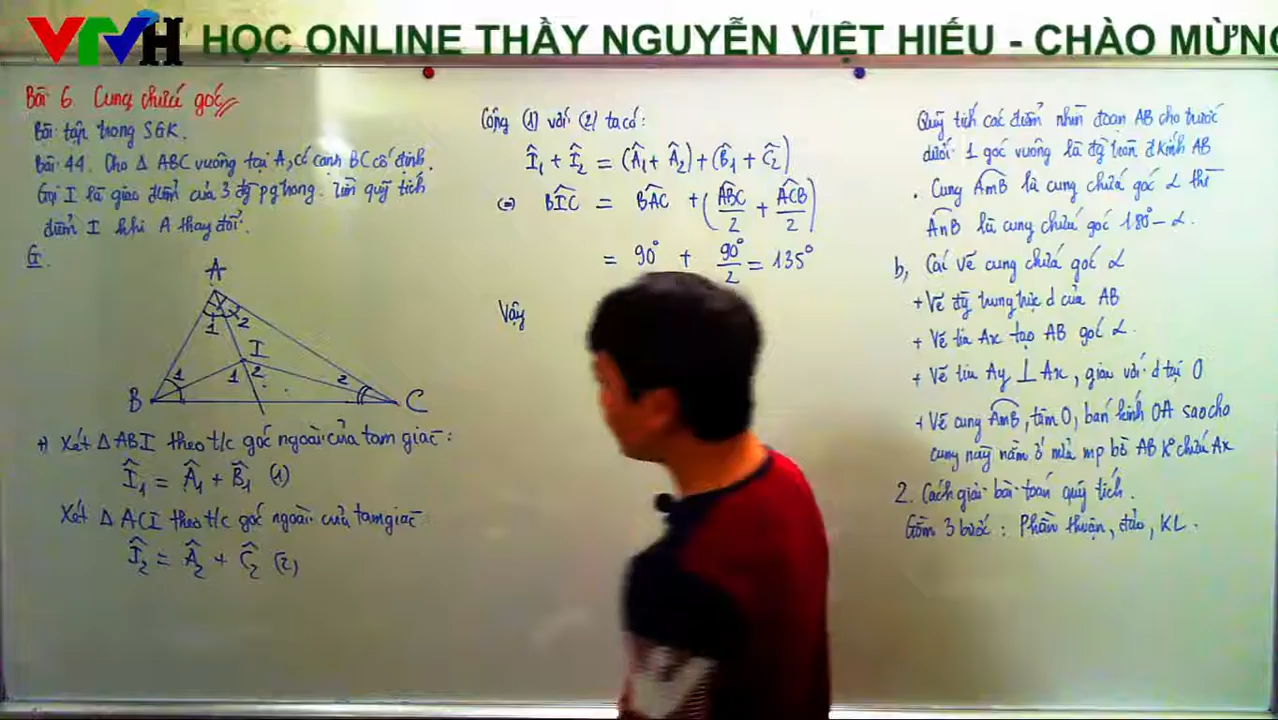 VTVH HỌC ONLINE THẦY NGUYỄN VIỆT HIẾU - CHÀO MỪNG
Bài 6 Cung chứa góc
Bài tập trong SGK.
Bài 44. Cho Δ ABC vuông tại A, có cạnh BC cố định.
Gọi I là giao điểm của 3 đg pg trong. Tìm quỹ tích
điểm I khi A thay đổi.
G
A
1 2
I
B 1 1 2 2 C
+) Xét Δ ABI theo t/c góc ngoài của tam giác:
Î₁ = Â₁ + B̂₁ (1)
Xét Δ ACI theo t/c góc ngoài của tam giác:
Î₂ = Â₂ + Ĉ₂ (2)
Cộng (1) với (2) ta có:
Î₁ + Î₂ = (Â₁ + Â₂) + (B̂₁ + Ĉ₂)
(=) BÎC = BÂC + (ABC/2 + ACB/2)
= 90° + 90°/2 = 135°
Vậy
Quỹ tích các điểm nhìn đoạn AB cho trước
dưới 1 góc vuông là đg tròn đ kính AB
. Cung AmB là cung chứa góc α thì
AnB là cung chứa góc 180° - α.
b, Cái vẽ cung chứa góc α
+ Vẽ đg trung trực d của AB
+ Vẽ tia Ax tạo AB góc α.
+ Vẽ tia Ay ⊥ Ax, giao với d tại O
+ Vẽ cung AmB, tâm O, bán kính OA sao cho
cung này nằm ở nửa mp bờ AB K° chứa Ax
2. Cách giải bài toán quỹ tích.
Gồm 3 bước: Phần thuận, đảo, KL.